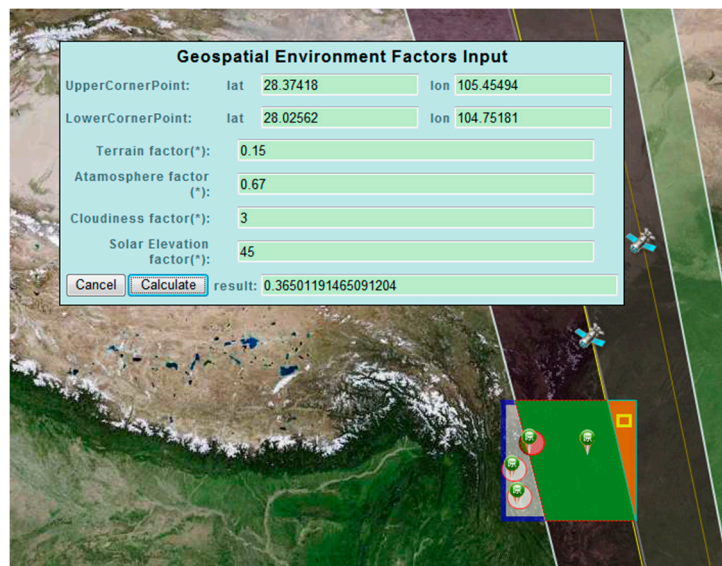 Geospatial Environment Factors Input
UpperCornerPoint: lat 28.37418 lon 105.45494
LowerCornerPoint: lat 28.02562 lon 104.75181
Terrain factor(*): 0.15
Atamosphere factor
(*): 0.67
Cloudiness factor(*): 3
Solar Elevation
factor(*): 45
Cancel Calculate result: 0.36501191465091204